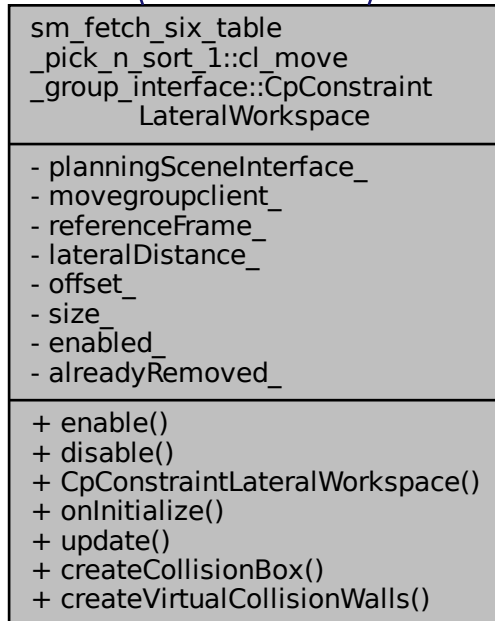 sm_fetch_six_table
_pick_n_sort_1::cl_move
_group_interface::CpConstraint
LateralWorkspace
- planningSceneInterface_
- movegroupclient_
- referenceFrame_
- lateralDistance_
- offset_
- size_
- enabled_
- alreadyRemoved_
+ enable()
+ disable()
+ CpConstraintLateralWorkspace()
+ onInitialize()
+ update()
+ createCollisionBox()
+ createVirtualCollisionWalls()